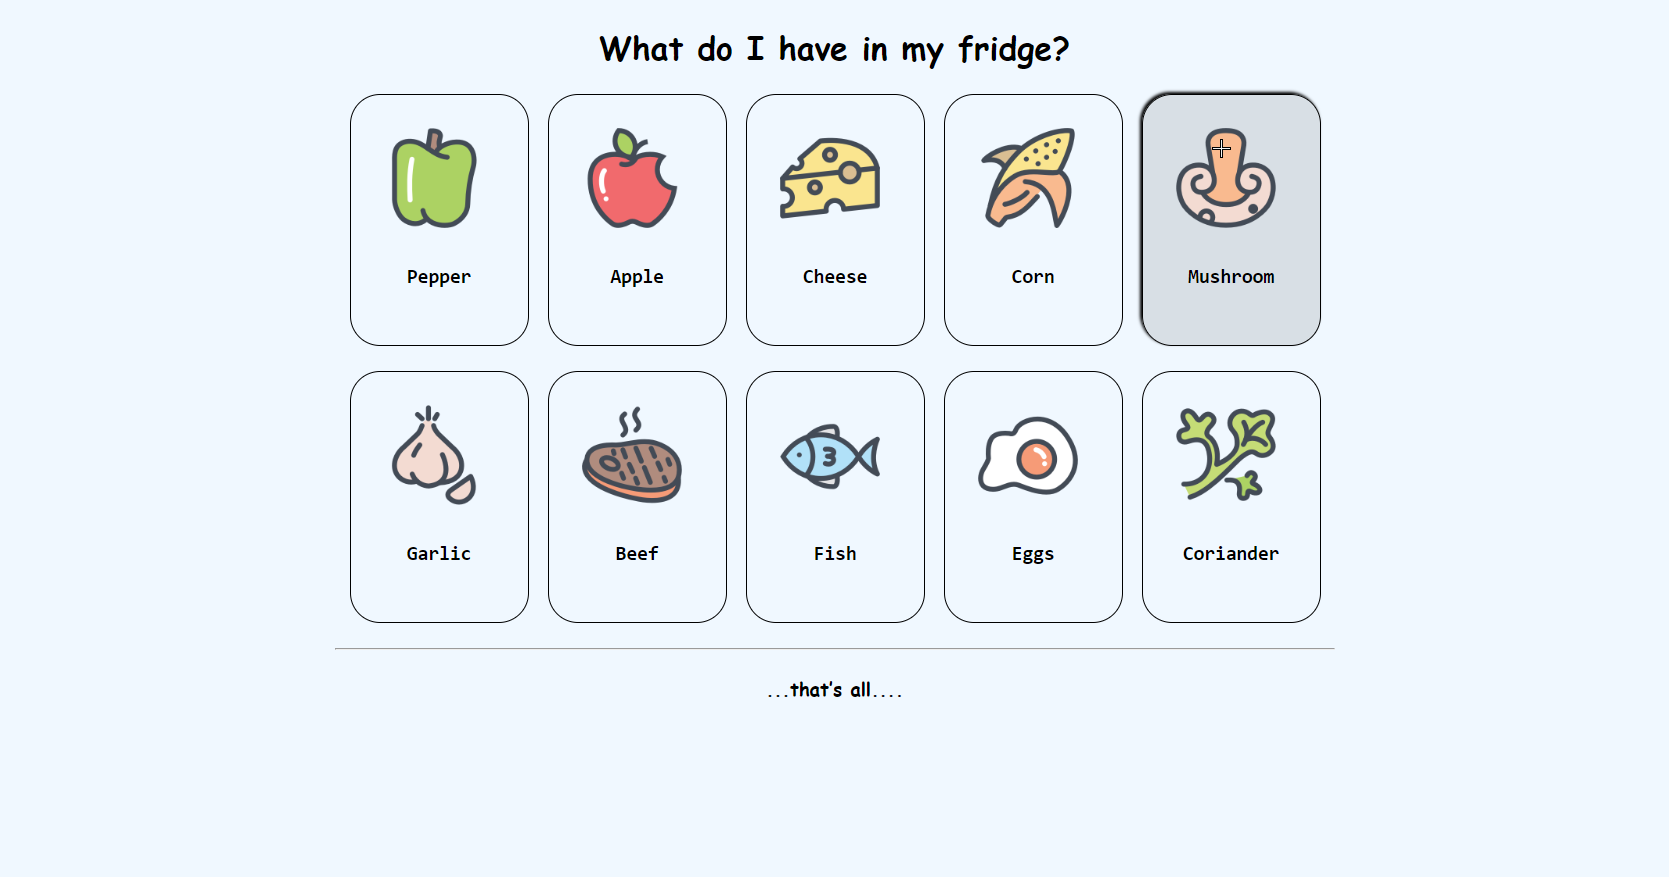 What do I have in my fridge?
Pepper
Apple
Cheese
Corn
Mushroom
Garlic
Beef
Fish
Eggs
Coriander
...that's all....